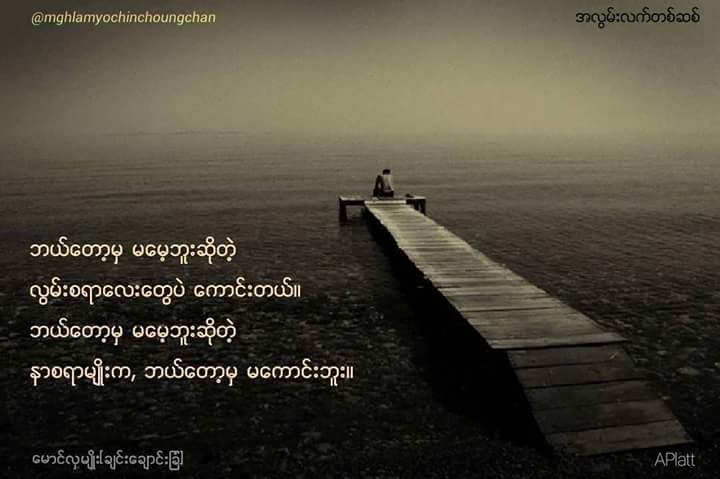 @mghlamyochinchoungchan
အလွမ်းလက်တစ်ဆစ်
ဘယ်တော့မှ မမေ့ဘူးဆိုတဲ့
လွမ်းစရာလေးတွေပဲ ကောင်းတယ်။
ဘယ်တော့မှ မမေ့ဘူးဆိုတဲ့
နာစရာမျိုးက, ဘယ်တော့မှ မကောင်းဘူး။
မောင်လှမျိုး[ချင်းချောင်းခြံ]
APlatt